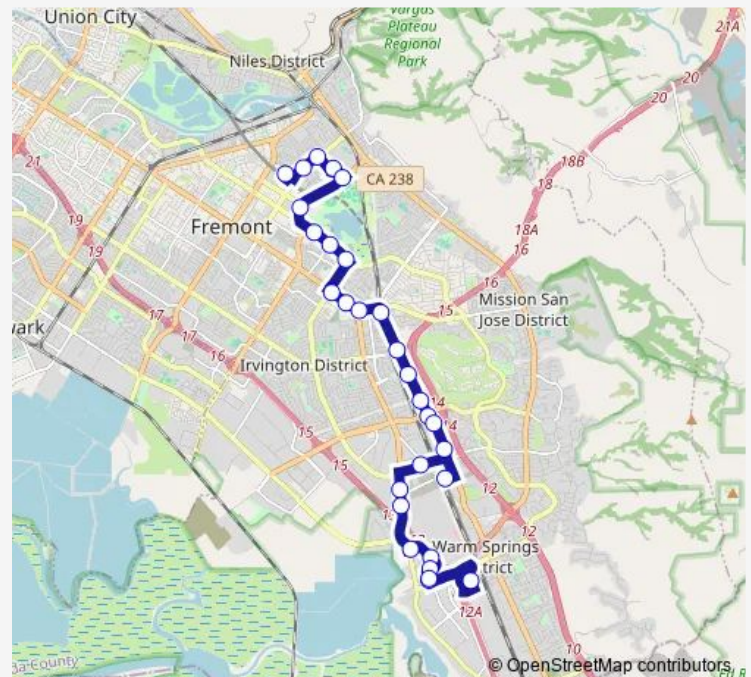 Union City
Vargas
Plateau
Regional
Park
21A
Niles District
20
20
21
18B
CA 238
18
19
Fremont
18A
16
19
16
Mission San
Jose District
15
17
wark
17
16
Irvington District
14
14
15
15
12
12
Warm Springs
trict
12A
10
da County
© OpenStreetMap contributors